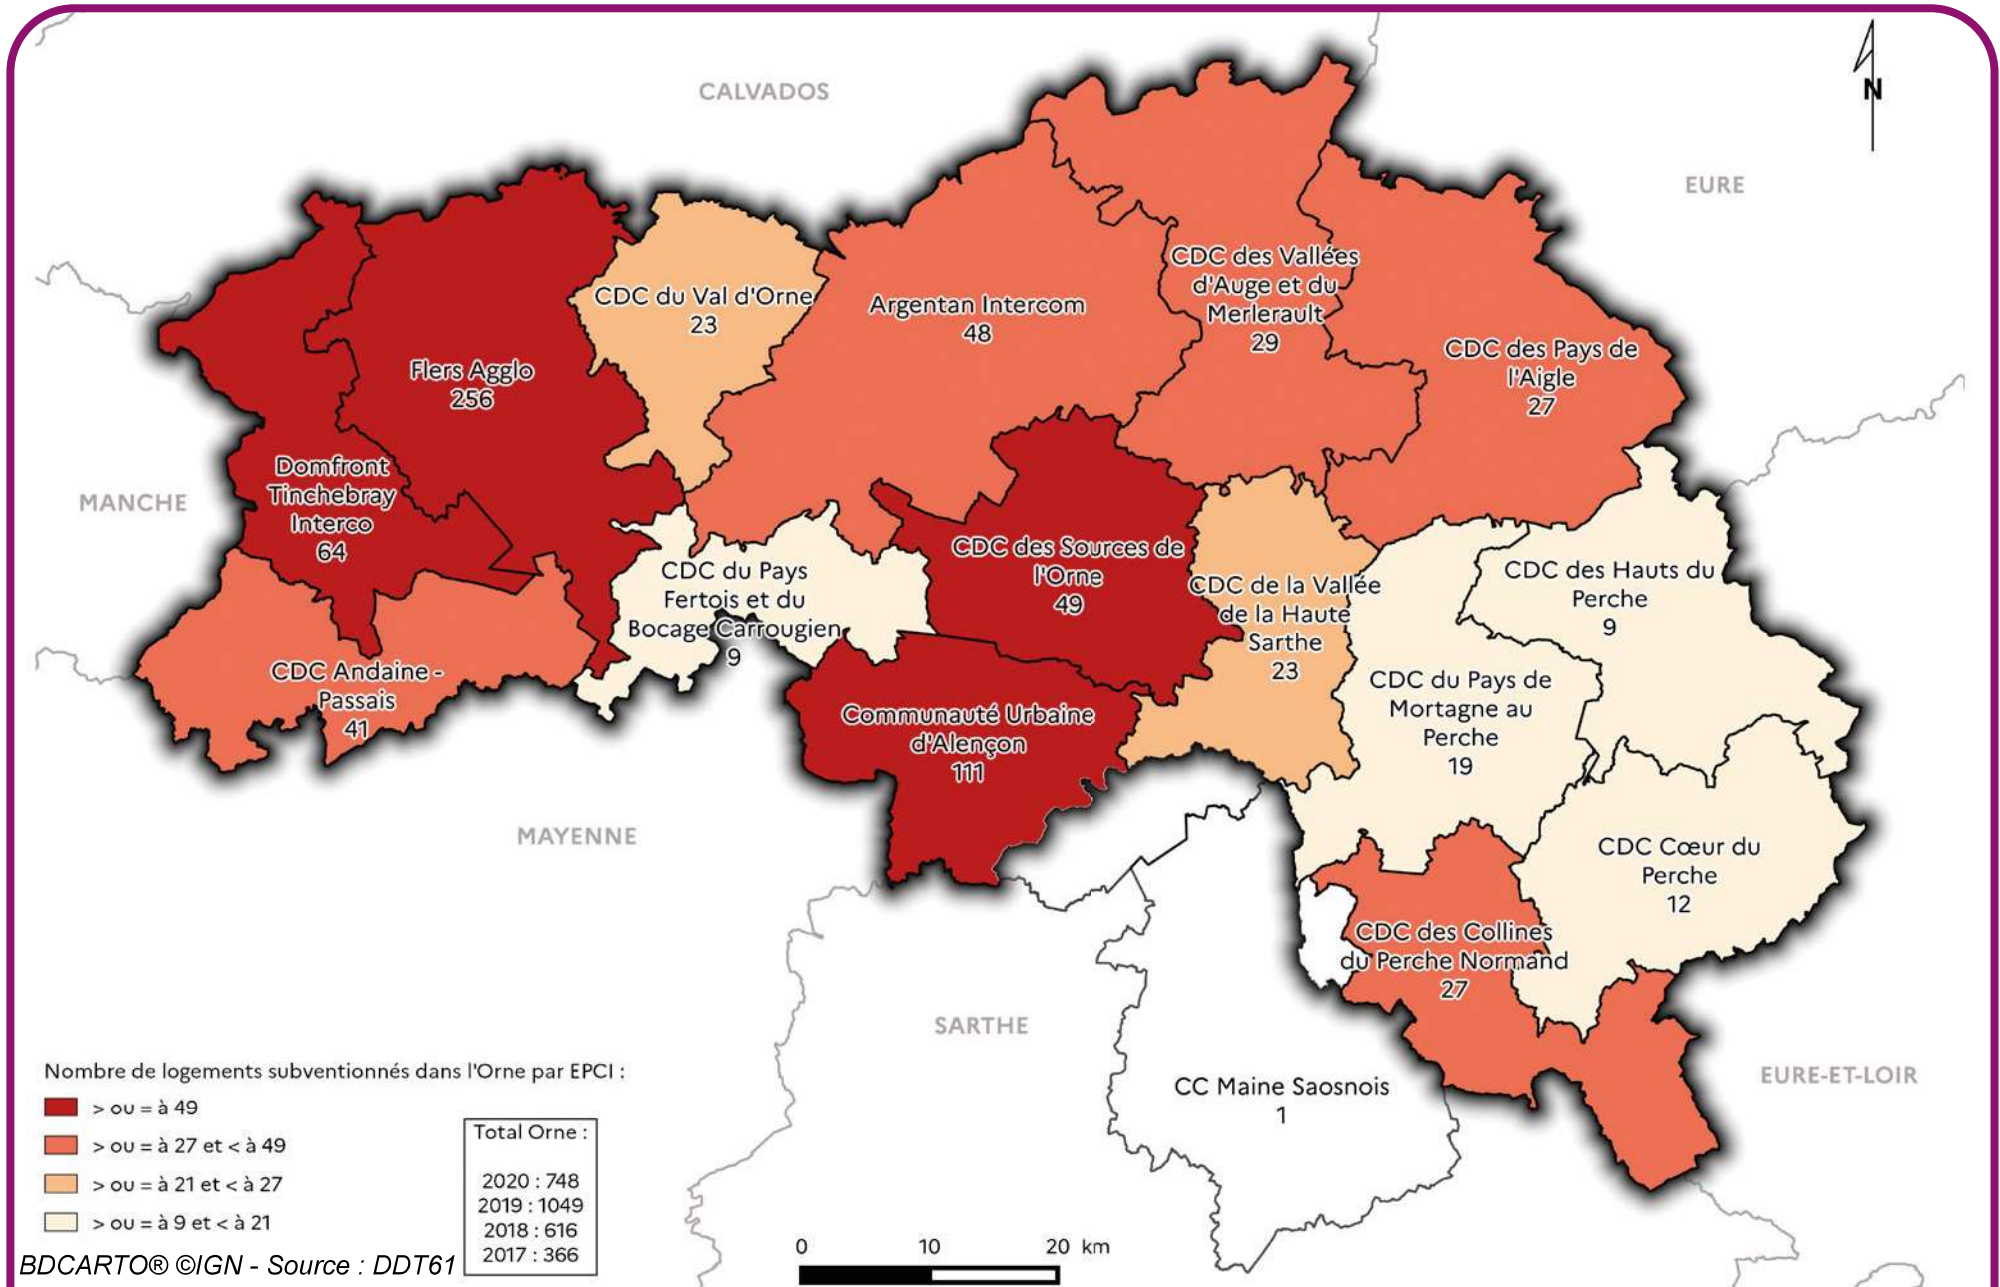 N
CALVADOS
EURE
MANCHE
MAYENNE
SARTHE
EURE-ET-LOIR
CDC du Val d'Orne
23
Argentan Intercom
48
CDC des Vallées
d'Auge et du
Merlerault
29
CDC des Pays de
l'Aigle
27
Flers Agglo
256
Domfront
Tinchebray
Interco
64
CDC des Sources de
l'Orne
49
CDC du Pays
Fertois et du
Bocage Carrougien
9
CDC de la Vallée
de la Haute
Sarthe
23
CDC des Hauts du
Perche
9
CDC Andaine -
Passais
41
Communauté Urbaine
d'Alençon
111
CDC du Pays de
Mortagne au
Perche
19
CDC Cœur du
Perche
12
CDC des Collines
du Perche Normand
27
CC Maine Saosnois
1
Nombre de logements subventionnés dans l'Orne par EPCI :
> ou = à 49
> ou = à 27 et < à 49
> ou = à 21 et < à 27
> ou = à 9 et < à 21
Total Orne :
2020 : 748
2019 : 1049
2018 : 616
2017 : 366
0 10 20 km
BDCARTO® ©IGN - Source : DDT61